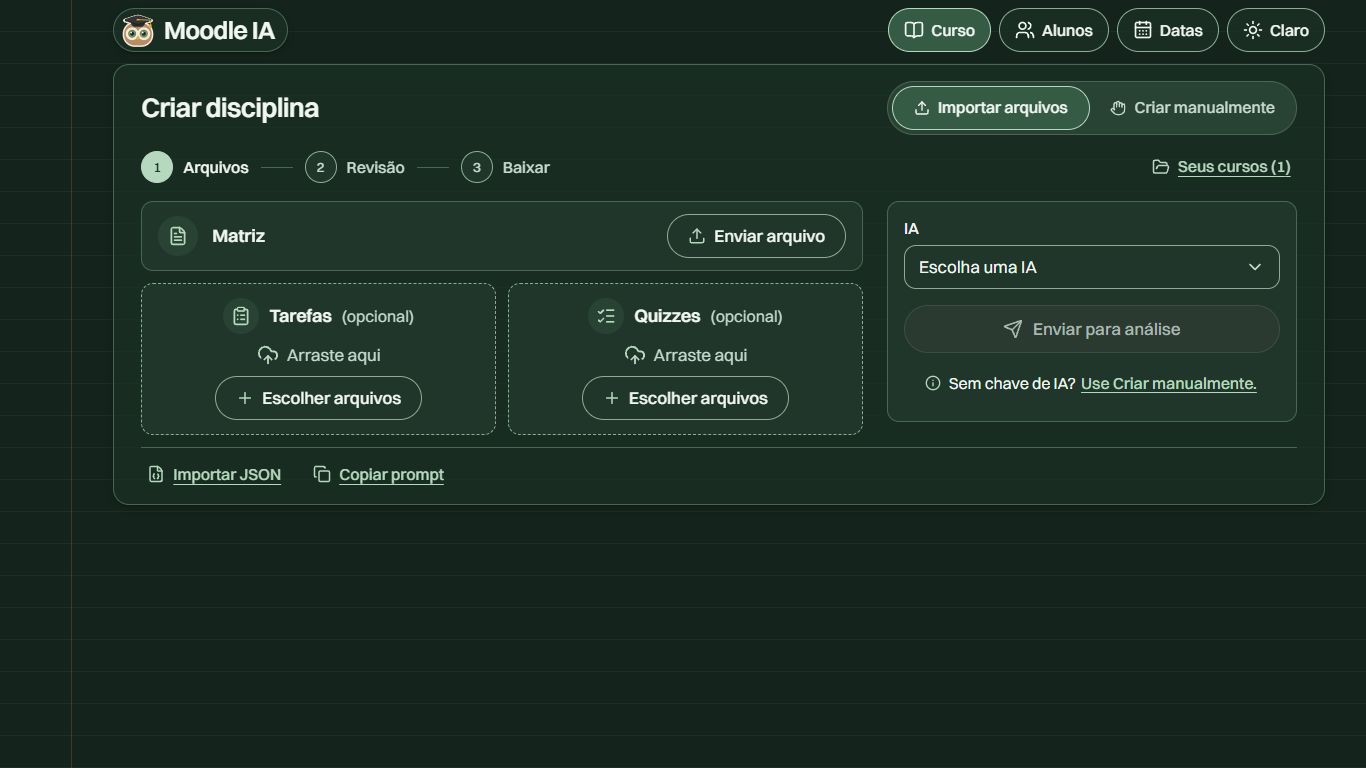 Moodle IA
Curso
Alunos
Datas
Claro
Criar disciplina
Importar arquivos
Criar manualmente
1 Arquivos
2 Revisão
3 Baixar
Seus cursos (1)
Matriz
Enviar arquivo
Tarefas (opcional)
Arraste aqui
Escolher arquivos
Quizzes (opcional)
Arraste aqui
Escolher arquivos
IA
Escolha uma IA
Enviar para análise
Sem chave de IA? Use Criar manualmente.
Importar JSON
Copiar prompt